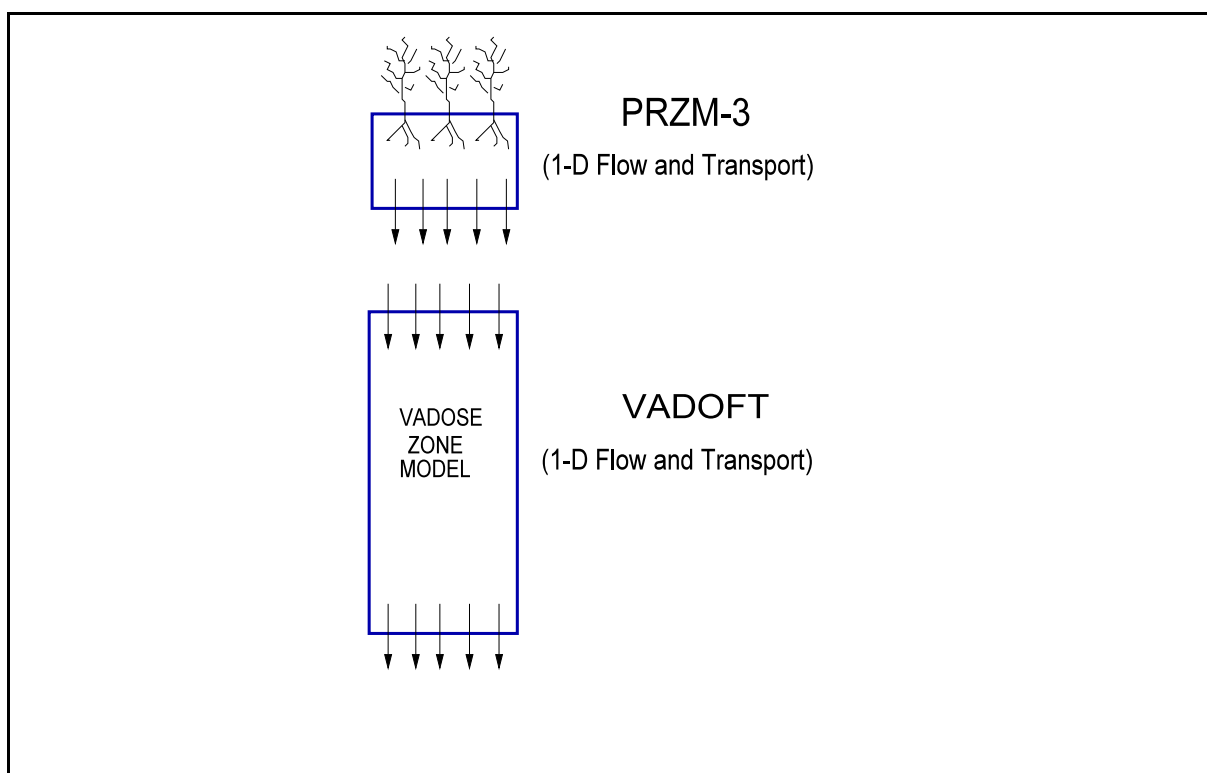 PRZM-3
(1-D Flow and Transport)
VADOSE
ZONE
MODEL
VADOFT
(1-D Flow and Transport)